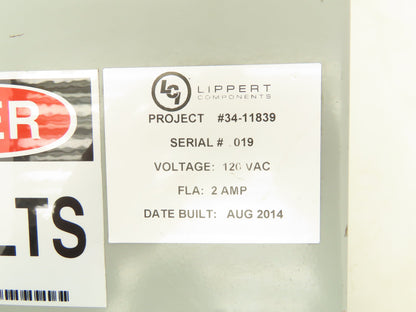 LCI LIPPERT
COMPONENTS
PROJECT #34-11839
SERIAL # 019
VOLTAGE: 120 VAC
FLA: 2 AMP
DATE BUILT: AUG 2014
ER
LTS